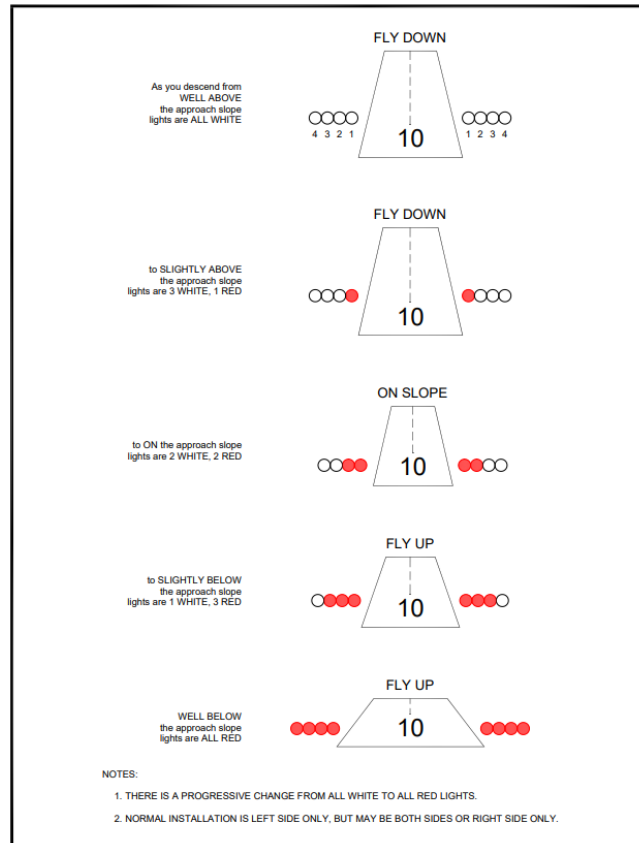 FLY DOWN
As you descend from
WELL ABOVE
the approach slope
lights are ALL WHITE
4 3 2 1
10
1 2 3 4
FLY DOWN
to SLIGHTLY ABOVE
the approach slope
lights are 3 WHITE, 1 RED
10
ON SLOPE
to ON the approach slope
lights are 2 WHITE, 2 RED
10
FLY UP
to SLIGHTLY BELOW
the approach slope
lights are 1 WHITE, 3 RED
10
FLY UP
WELL BELOW
the approach slope
lights are ALL RED
10
NOTES:
1. THERE IS A PROGRESSIVE CHANGE FROM ALL WHITE TO ALL RED LIGHTS.
2. NORMAL INSTALLATION IS LEFT SIDE ONLY, BUT MAY BE BOTH SIDES OR RIGHT SIDE ONLY.